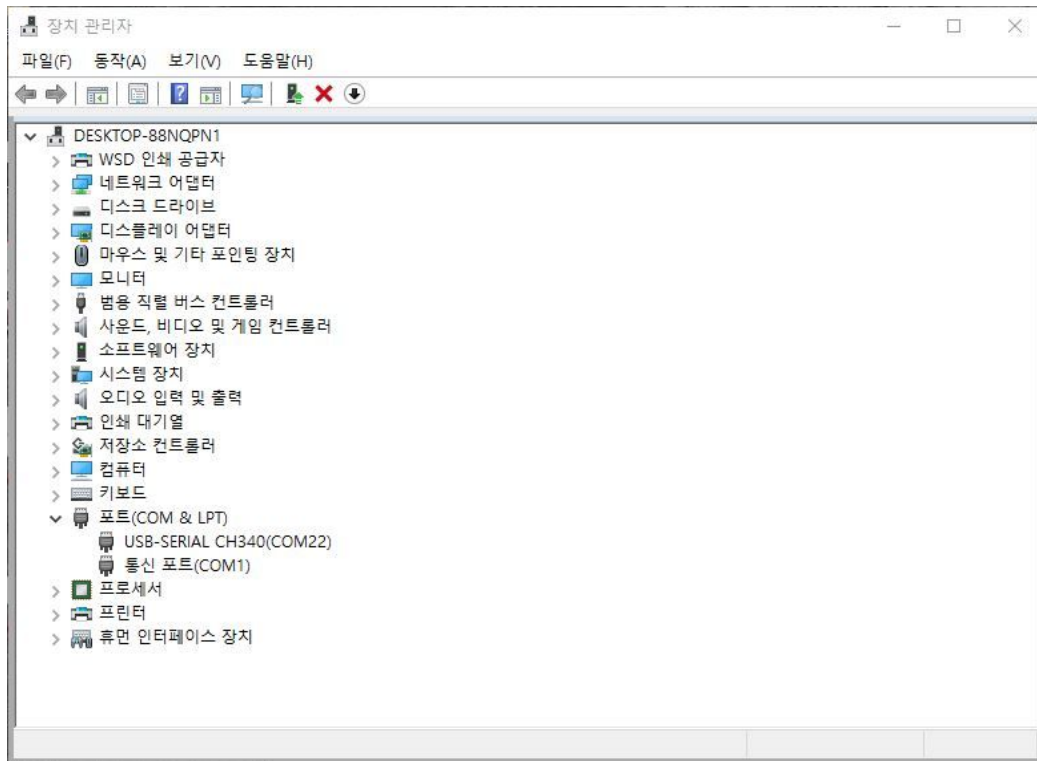 장치 관리자
파일(F) 동작(A) 보기(V) 도움말(H)
DESKTOP-88NQPN1
WSD 인쇄 공급자
네트워크 어댑터
디스크 드라이브
디스플레이 어댑터
마우스 및 기타 포인팅 장치
모니터
범용 직렬 버스 컨트롤러
사운드, 비디오 및 게임 컨트롤러
소프트웨어 장치
시스템 장치
오디오 입력 및 출력
인쇄 대기열
저장소 컨트롤러
컴퓨터
키보드
포트(COM & LPT)
USB-SERIAL CH340(COM22)
통신 포트(COM1)
프로세서
프린터
휴먼 인터페이스 장치